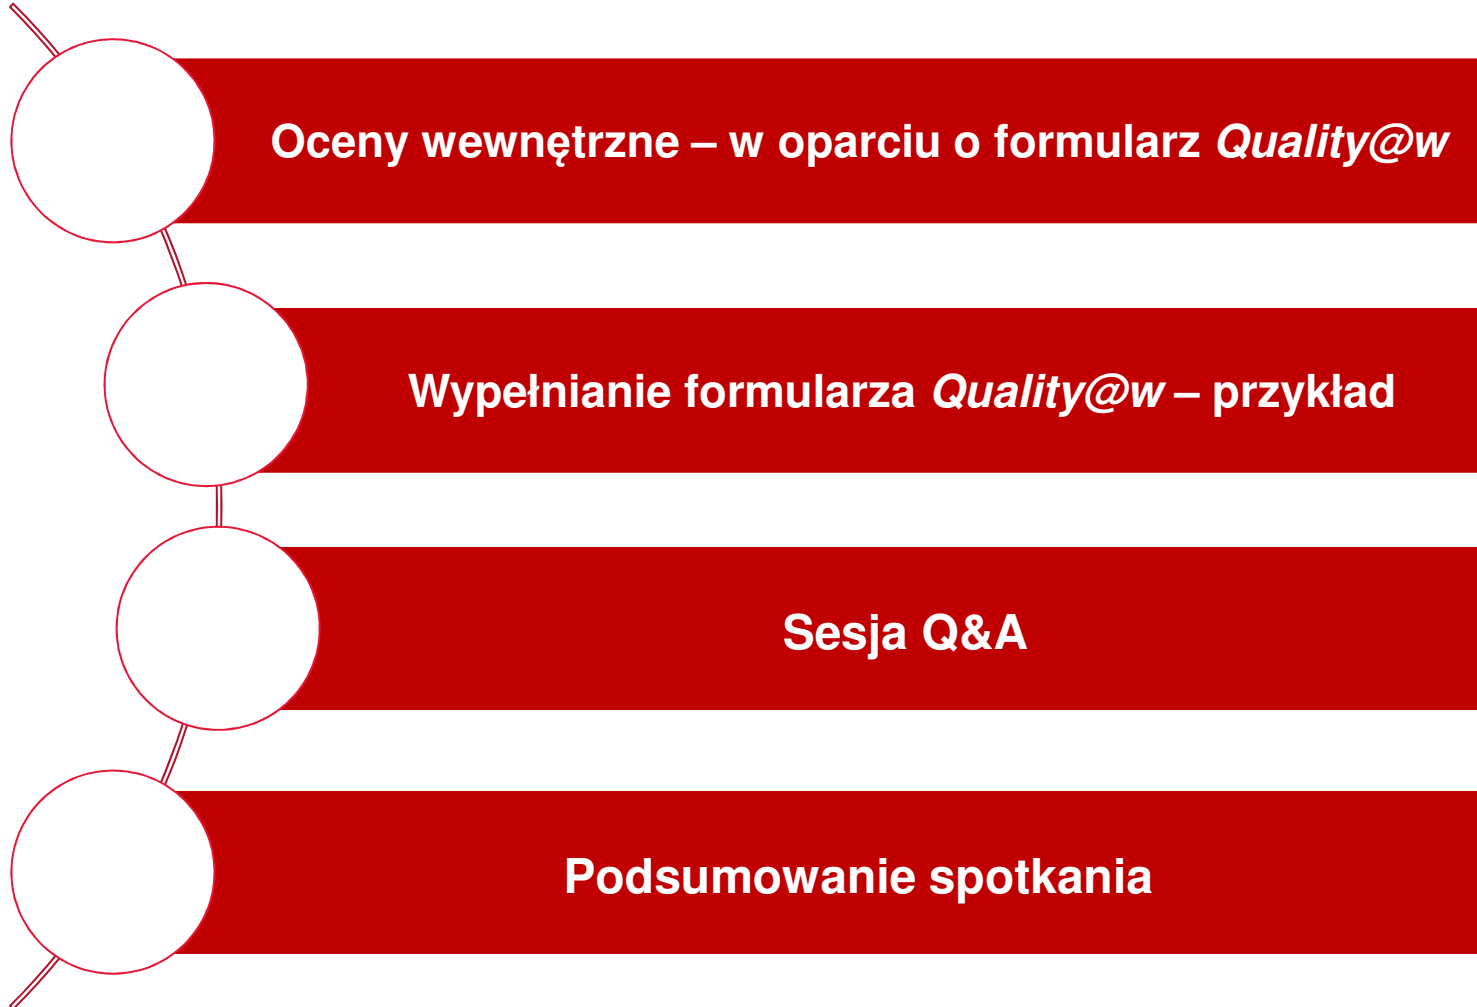 Oceny wewnętrzne – w oparciu o formularz Quality@w
Wypełnianie formularza Quality@w – przykład
Sesja Q&A
Podsumowanie spotkania